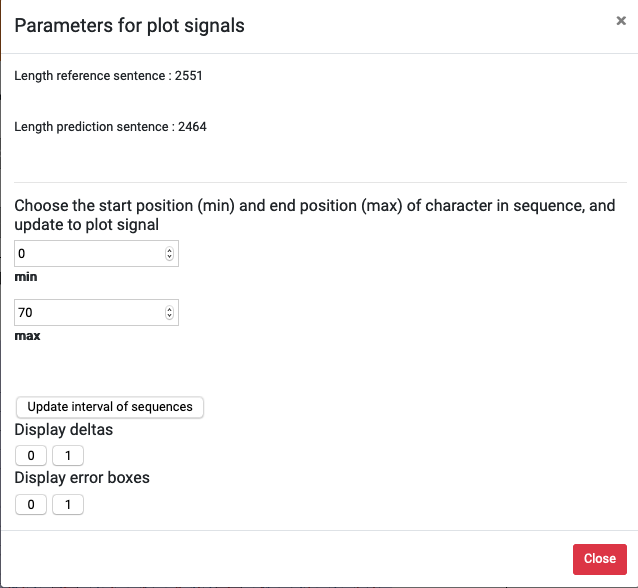 Parameters for plot signals
×
Length reference sentence : 2551
Length prediction sentence : 2464
Choose the start position (min) and end position (max) of character in sequence, and
update to plot signal
0
min
70
max
Update interval of sequences
Display deltas
0 1
Display error boxes
0 1
Close